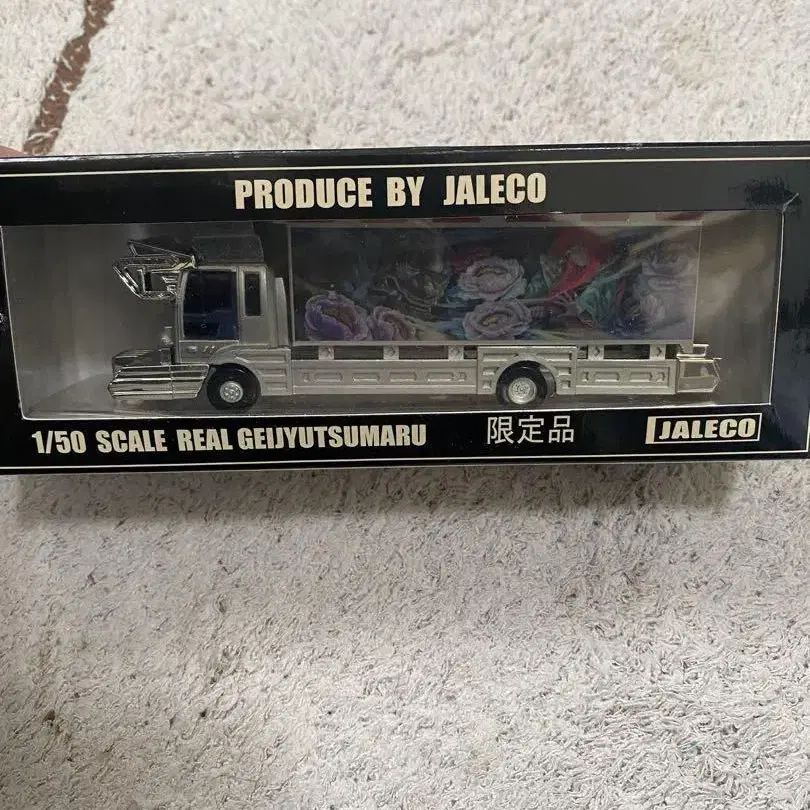 PRODUCE BY JALECO
1/50 SCALE REAL GEIJYUTSUMARU 限定品 JALECO